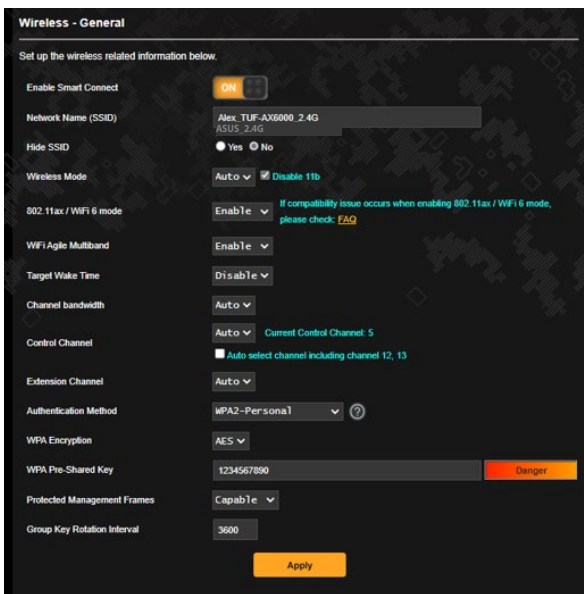 Wireless - General
Set up the wireless related information below.
Enable Smart Connect ON
Network Name (SSID) Alex_TUF-AX6000_2.4G
ASUS_2.4G
Hide SSID Yes No
Wireless Mode Auto Disable 11b
802.11ax / WiFi 6 mode Enable If compatibility issue occurs when enabling 802.11ax / WiFi 6 mode,
please check: FAQ
WiFi Agile Multiband Enable
Target Wake Time Disable
Channel bandwidth Auto
Control Channel Auto Current Control Channel: 5
Auto select channel including channel 12, 13
Extension Channel Auto
Authentication Method WPA2-Personal ?
WPA Encryption AES
WPA Pre-Shared Key 1234567890 Danger
Protected Management Frames Capable
Group Key Rotation Interval 3600
Apply